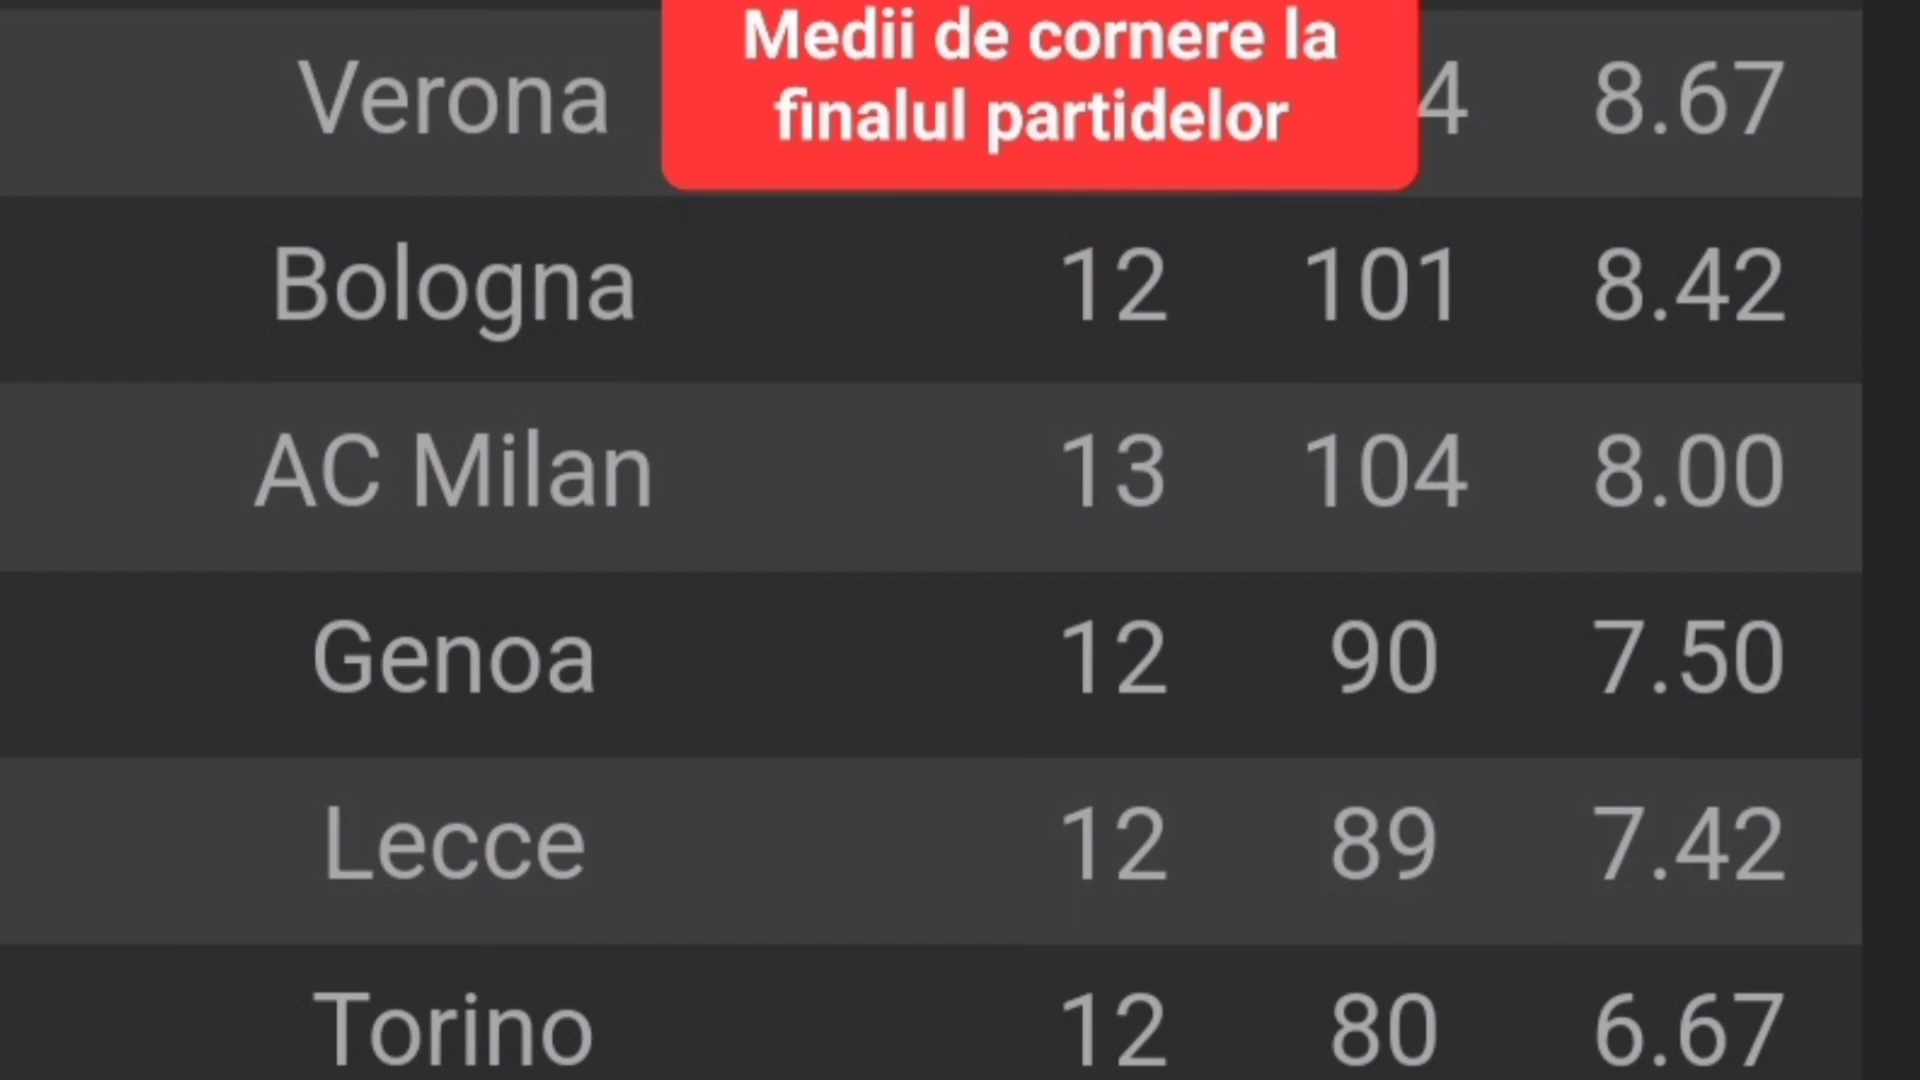 Medii de cornere la
finalul partidelor
Verona 4 8.67
Bologna 12 101 8.42
AC Milan 13 104 8.00
Genoa 12 90 7.50
Lecce 12 89 7.42
Torino 12 80 6.67